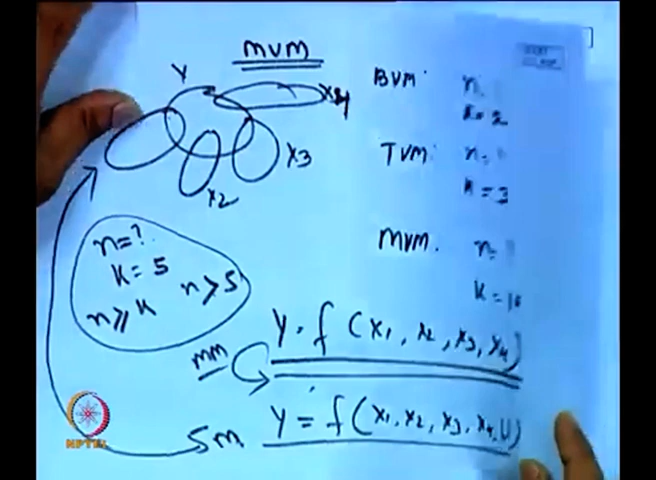 MVM
Y
X4
X3
X2
BVM:
n
K = 2
TVM:
n =
K = 3
MVM.
n =
K = 10
n = ?
K = 5
n ⩾ K n > 5
Y = f (X1, X2, X3, X4)
MM
SM Y = f (X1, X2, X3, X4, U)
NPTEL